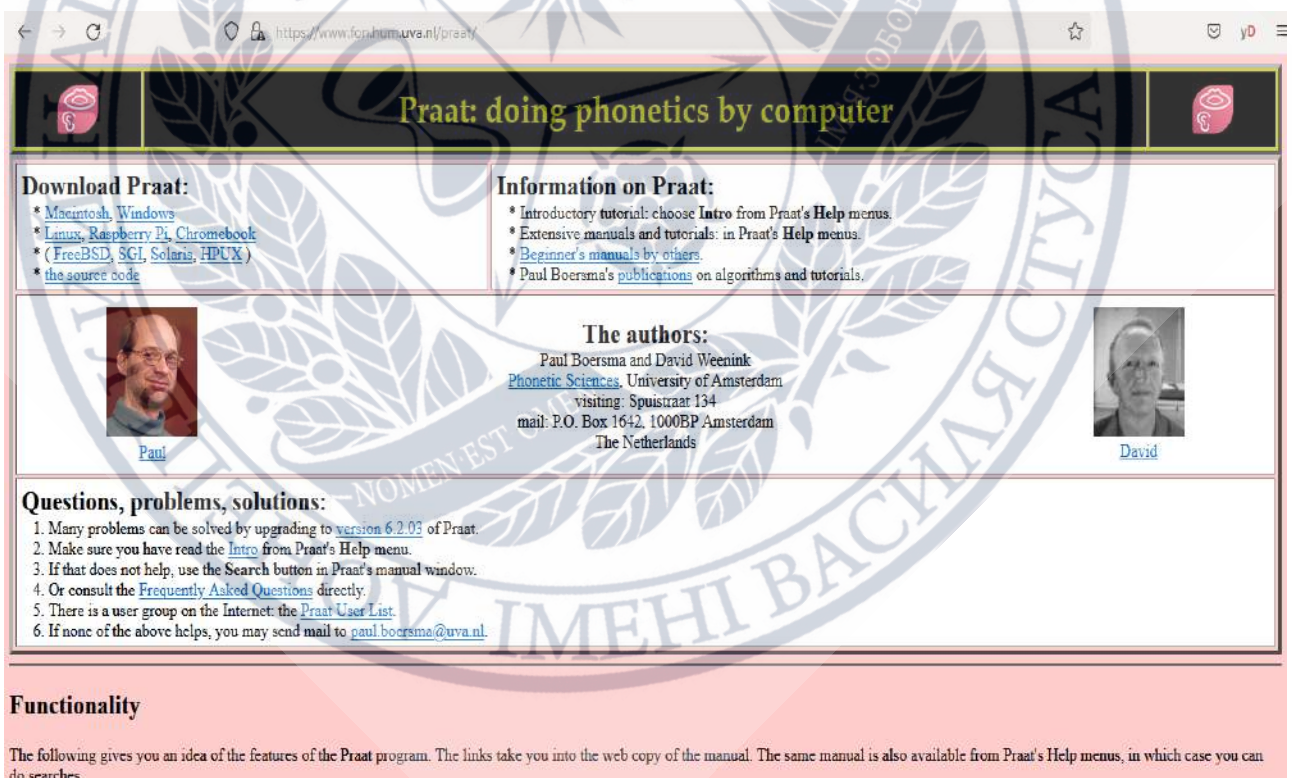 https://www.fon.hum.uva.nl/praat/
yD
Praat: doing phonetics by computer
Download Praat:
* Macintosh, Windows
* Linux, Raspberry Pi, Chromebook
* ( FreeBSD, SGI, Solaris, HPUX )
* the source code
Information on Praat:
* Introductory tutorial: choose Intro from Praat's Help menus.
* Extensive manuals and tutorials: in Praat's Help menus.
* Beginner's manuals by others.
* Paul Boersma's publications on algorithms and tutorials.
Paul
The authors:
Paul Boersma and David Weenink
Phonetic Sciences, University of Amsterdam
visiting: Spuistraat 134
mail: P.O. Box 1642, 1000BP Amsterdam
The Netherlands
David
Questions, problems, solutions:
1. Many problems can be solved by upgrading to version 6.2.03 of Praat.
2. Make sure you have read the Intro from Praat's Help menu.
3. If that does not help, use the Search button in Praat's manual window.
4. Or consult the Frequently Asked Questions directly.
5. There is a user group on the Internet: the Praat User List.
6. If none of the above helps, you may send mail to paul.boersma@uva.nl.
Functionality
The following gives you an idea of the features of the Praat program. The links take you into the web copy of the manual. The same manual is also available from Praat's Help menus, in which case you can
do searches.
NOMEN EST OMEN
ІМЕНІ ВАСИЛЯ СТУСА